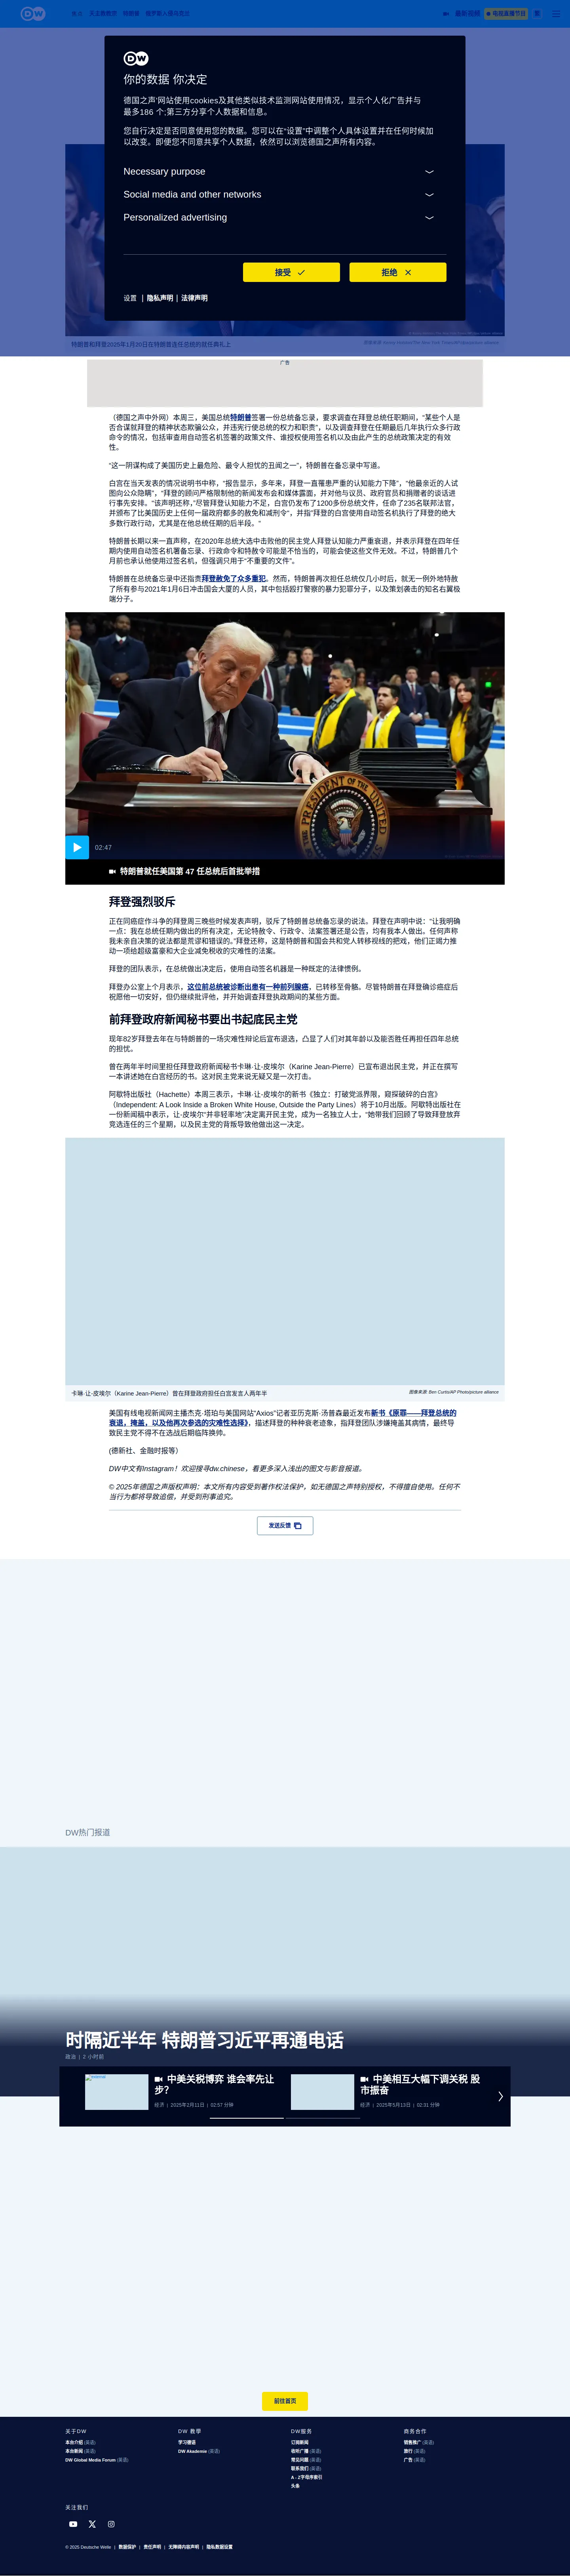 DW
关注
关注俄攻乌
特朗普
俄罗斯入侵乌克兰
最新视频
电视直播节目
DW
你的数据 你决定
德国之声'网站使用cookies及其他类似技术监测网站使用情况，显示个人化广告并与
最多186 个;第三方分享个人数据和信息。
您自行决定是否同意使用您的数据。您可以在"设置"中调整个人具体设置并在任何时候加
以改变。即便您不同意共享个人数据，依然可以浏览德国之声所有内容。
Necessary purpose
Social media and other networks
Personalized advertising
接受
拒绝
设置 | 隐私声明 | 法律声明
特朗普和拜登2025年1月20日在特朗普连任总统的就任典礼上
广告
（德国之声中外网）本周三，美国总统特朗普签署一份总统备忘录，要求调查在拜登总统任职期间，"某些个人是
否合谋就拜登的精神状态欺骗公众，并违宪行使总统的权力和职责"，以及调查拜登在任期最后几年执行众多行政
命令的情况，包括审查用自动签名机签署的政策文件、谁授权使用签名机以及由此产生的总统政策决定的有效
性。
"这一阴谋构成了美国历史上最危险、最令人担忧的丑闻之一"，特朗普在备忘录中写道。
白宫在当天发表的情况说明书中称，"报告显示，多年来，拜登一直罹患严重的认知能力下降"，"他最亲近的人试
图向公众隐瞒"，"拜登的顾问严格限制他的新闻发布会和媒体露面，并对他与议员、政府官员和捐赠者的谈话进
行事先安排。"该声明还称，"尽管拜登认知能力不足，白宫仍发布了1200多份总统文件，任命了235名联邦法官，
并颁布了比美国历史上任何一届政府都多的赦免和减刑令"，并指"拜登的白宫使用自动签名机执行了拜登的绝大
多数行政行动，尤其是在他总统任期的后半段。"
特朗普长期以来一直声称，在2020年总统大选中击败他的民主党人拜登认知能力严重衰退，并表示拜登在四年任
期内使用自动签名机署备忘录、行政命令和特赦令可能是不恰当的，可能会使这些文件无效。不过，特朗普几个
月前也承认他使用过签名机，但强调只用于"不重要的文件"。
特朗普在总统备忘录中还指责拜登赦免了众多重犯。然而，特朗普再次担任总统仅几小时后，就无一例外地特赦
了所有参与2021年1月6日冲击国会大厦的人员，其中包括殴打警察的暴力犯罪分子，以及策划袭击的知名右翼极
端分子。
02:47
特朗普就任美国第 47 任总统后首批举措
拜登强烈驳斥
正在同癌症作斗争的拜登周三晚些时候发表声明，驳斥了特朗普总统备忘录的说法。拜登在声明中说："让我明确
一点：我在总统任期内做出的所有决定，无论特赦令、行政令、法案签署还是公告，均有我本人做出。任何声称
我未亲自决策的说法都是荒谬和错误的。"拜登还称，这是特朗普和国会共和党人转移视线的把戏，他们正竭力推
动一项给超级富豪和大企业减免税收的灾难性的法案。
拜登的团队表示，在总统做出决定后，使用自动签名机器是一种既定的法律惯例。
拜登办公室上个月表示，这位前总统被诊断出患有一种前列腺癌，已转移至骨骼。尽管特朗普在拜登确诊癌症后
祝愿他一切安好，但仍继续批评他，并开始调查拜登执政期间的某些方面。
前拜登政府新闻秘书要出书起底民主党
现年82岁拜登去年在与特朗普的一场灾难性辩论后宣布退选，凸显了人们对其年龄以及能否胜任再担任四年总统
的担忧。
曾在两年半时间里担任拜登政府新闻秘书卡琳·让-皮埃尔（Karine Jean-Pierre）已宣布退出民主党，并正在撰写
一本讲述她在白宫经历的书。这对民主党来说无疑又是一次打击。
阿歇特出版社（Hachette）本周三表示，卡琳·让-皮埃尔的新书《独立：打破党派界限，窥探破碎的白宫》
（Independent: A Look Inside a Broken White House, Outside the Party Lines）将于10月出版。阿歇特出版社在
一份新闻稿中表示，让-皮埃尔"并非轻率地"决定离开民主党，成为一名独立人士，"她带我们回顾了导致拜登放弃
竞选连任的三个星期，以及民主党的背叛导致他做出这一决定。
卡琳·让-皮埃尔（Karine Jean-Pierre）曾在拜登政府担任白宫发言人两年半
图像来源: Ben Curtis/AP Photo/picture alliance
美国有线电视新闻网主播杰克·塔珀与美国网站"Axios"记者亚历克斯·汤普森最近发布新书《原罪——拜登总统的
衰退，掩盖，以及他再次参选的灾难性选择》，描述拜登的种种衰老迹象，指拜登团队涉嫌掩盖其病情，最终导
致民主党不得不在选战后期临阵换帅。
(德新社、金融时报等）
DW中文有Instagram！欢迎搜寻dw.chinese，看更多深入浅出的图文与影音报道。
© 2025年德国之声版权声明：本文所有内容受到著作权法保护，如无德国之声特别授权，不得擅自使用。任何不
当行为都将导致追偿，并受到刑事追究。
发送反馈
DW热门报道
时隔近半年 特朗普习近平再通电话
政治 | 2 小时前
中美关税博弈 谁会率先让
步？
经济 | 2025年2月11日 | 02:57 分钟
中美相互大幅下调关税 股
市振奋
经济 | 2025年5月13日 | 02:31 分钟
前往首页
关于DW
本台介绍 (英语)
本台新闻 (英语)
DW Global Media Forum (英语)
DW 教学
学习德语
DW Akademie (英语)
DW服务
订阅新闻
收听广播 (英语)
常见问题 (英语)
联系我们 (英语)
A - Z字母序索引
头条
商务合作
销售推广 (英语)
旅行 (英语)
广告 (英语)
关注我们
© 2025 Deutsche Welle | 数据保护 | 责任声明 | 无障碍内容声明 | 隐私数据设置